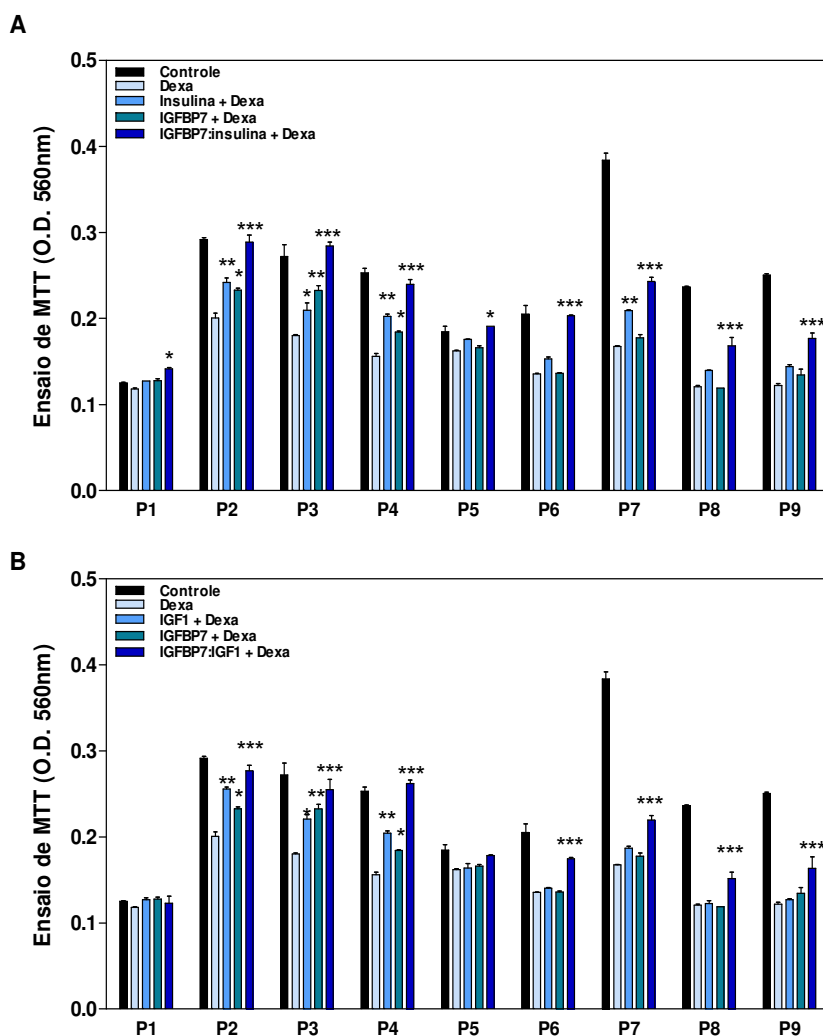 A
Ensaio de MTT (O.D. 560nm)
0.5
0.4
0.3
0.2
0.1
0.0
Controle
Dexa
Insulina + Dexa
IGFBP7 + Dexa
IGFBP7:insulina + Dexa
*
** * ***
* ** ***
** * ***
*
***
** ***
***
***
P1 P2 P3 P4 P5 P6 P7 P8 P9
B
Ensaio de MTT (O.D. 560nm)
0.5
0.4
0.3
0.2
0.1
0.0
Controle
Dexa
IGF1 + Dexa
IGFBP7 + Dexa
IGFBP7:IGF1 + Dexa
** * ***
* ** ***
** * ***
***
***
***
***
P1 P2 P3 P4 P5 P6 P7 P8 P9